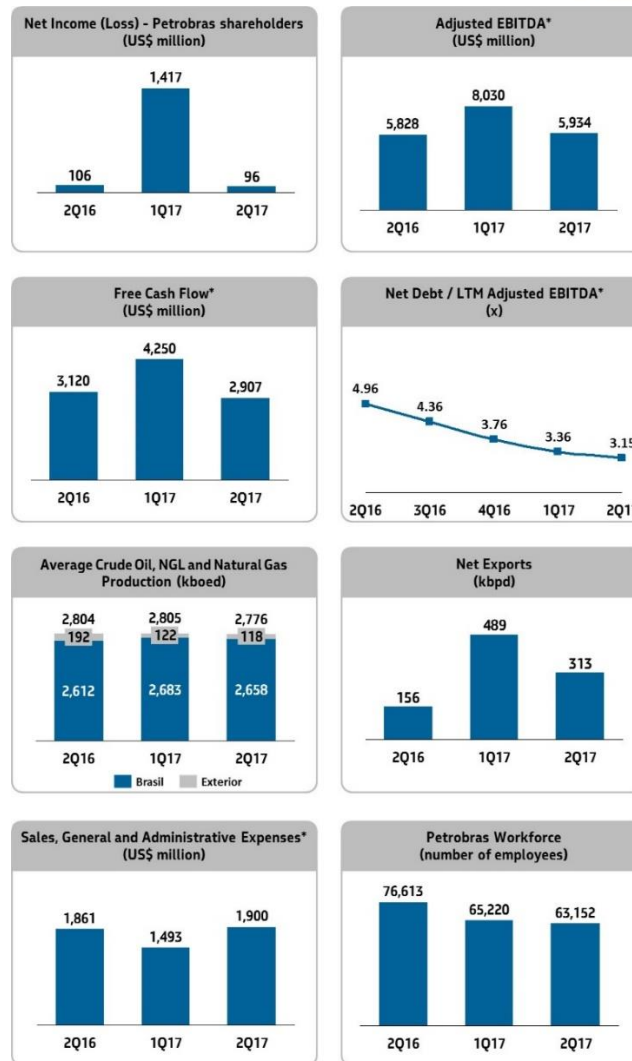 Net Income (Loss) - Petrobras shareholders
(US$ million)
1,417
106
96
2Q16 1Q17 2Q17
Adjusted EBITDA*
(US$ million)
8,030
5,828
5,934
2Q16 1Q17 2Q17
Free Cash Flow*
(US$ million)
4,250
3,120
2,907
2Q16 1Q17 2Q17
Net Debt / LTM Adjusted EBITDA*
(x)
4.96
4.36
3.76
3.36
3.15
2Q16 3Q16 4Q16 1Q17 2Q1
Average Crude Oil, NGL and Natural Gas
Production (kboed)
2,804 2,805 2,776
192 122 118
2,612 2,683 2,658
2Q16 1Q17 2Q17
Brasil Exterior
Net Exports
(kbpd)
489
313
156
2Q16 1Q17 2Q17
Sales, General and Administrative Expenses*
(US$ million)
1,861 1,493 1,900
2Q16 1Q17 2Q17
Petrobras Workforce
(number of employees)
76,613
65,220 63,152
2Q16 1Q17 2Q17